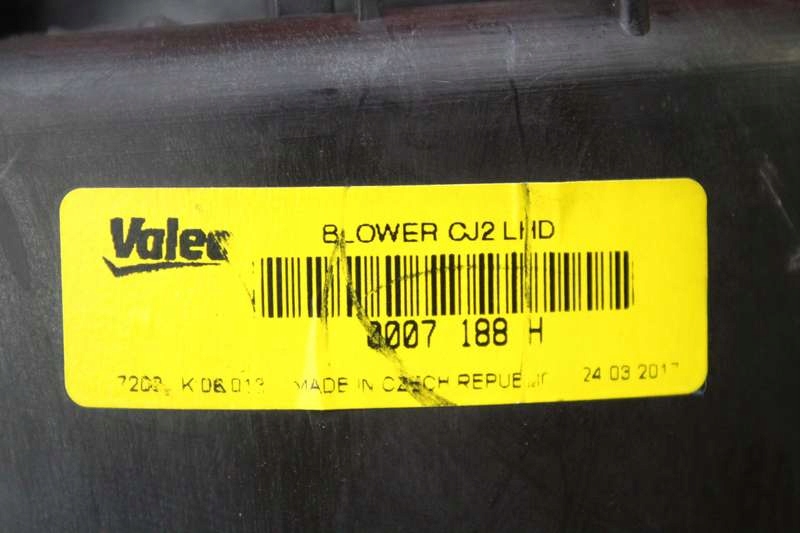 Valeo
BLOWER CJ2 LHD
0007 188 H
MADE IN CZECH REPUBLIC 24 03 2017